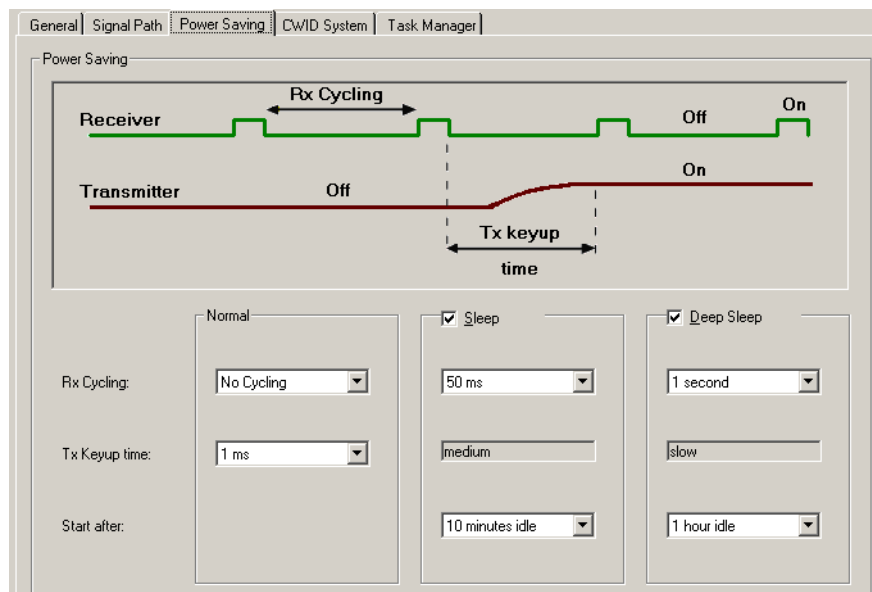 General Signal Path Power Saving CWID System Task Manager
Power Saving
Rx Cycling
Receiver Off On
Transmitter Off On
Tx keyup
time
Normal Sleep Deep Sleep
Rx Cycling: No Cycling 50 ms 1 second
Tx Keyup time: 1 ms medium slow
Start after: 10 minutes idle 1 hour idle